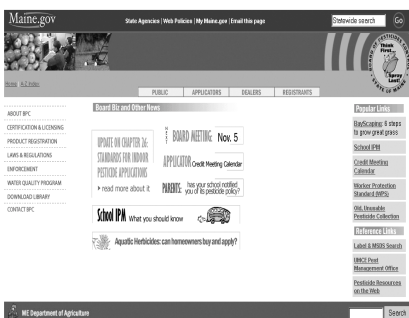 Maine.gov
State Agencies | Web Policies | My Maine.gov | Email this page
Statewide search Go
BOARD OF PESTICIDES CONTROL
Think First
Spray Last!
STATE OF MAINE
Home | A-Z Index
PUBLIC APPLICATORS DEALERS REGISTRANTS
ABOUT BPC
CERTIFICATION & LICENSING
PRODUCT REGISTRATION
LAWS & REGULATIONS
ENFORCEMENT
WATER QUALITY PROGRAM
DOWNLOAD LIBRARY
CONTACT BPC
Board Biz and Other News
UPDATE ON CHAPTER 26:
STANDARDS FOR INDOOR
PESTICIDE APPLICATIONS
read more about it
NEXT BOARD MEETING: Nov. 5
APPLICATOR Credit Meeting Calendar
PARENTS: has your school notified
you of its pesticide policy?
School IPM What you should know
Aquatic Herbicides: can homeowners buy and apply?
Popular Links
BayScaping: 6 steps
to grow great grass
School IPM
Credit Meeting
Calendar
Worker Protection
Standard (WPS)
Old, Unusable
Pesticide Collection
Reference Links
Label & MSDS Search
UMCE Pest
Management Office
Pesticide Resources
on the Web
ME Department of Agriculture
Search